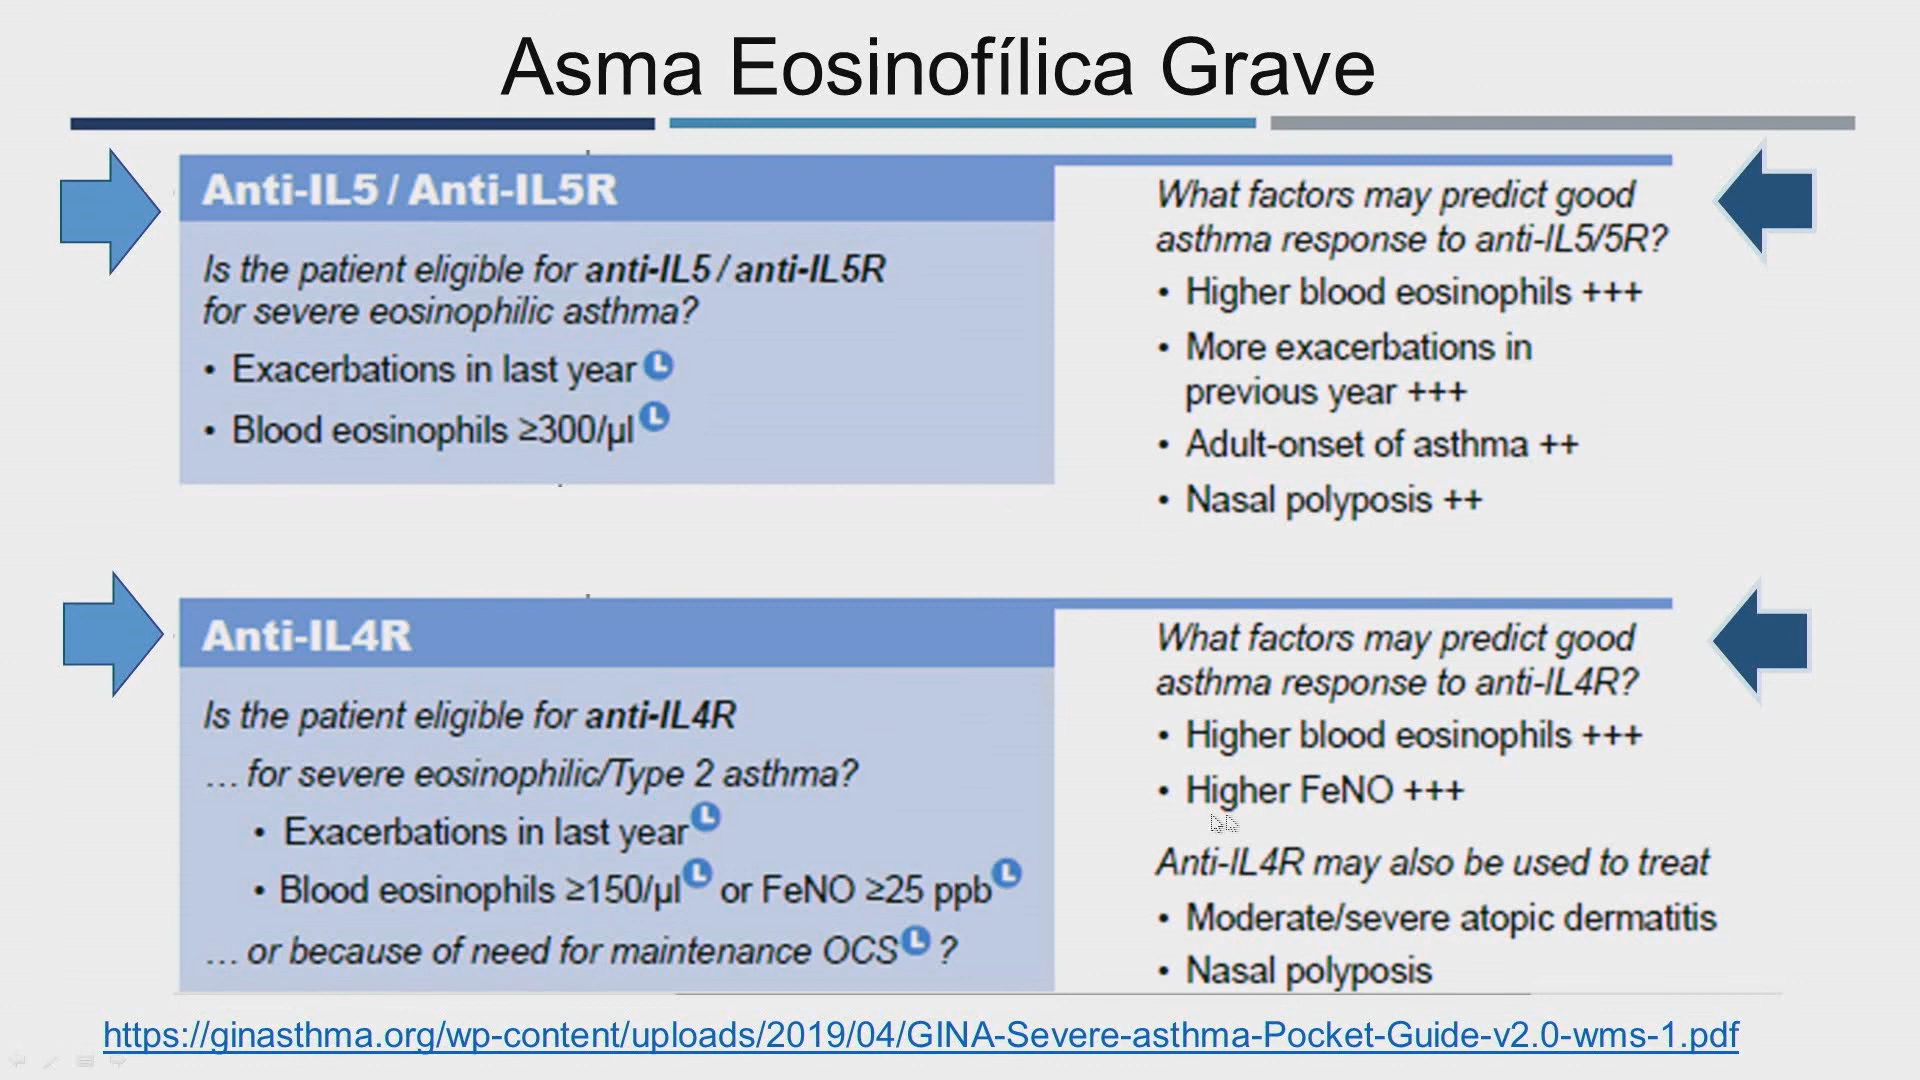 Asma Eosinofílica Grave
Anti-IL5 / Anti-IL5R
Is the patient eligible for anti-IL5 / anti-IL5R
for severe eosinophilic asthma?
• Exacerbations in last year
• Blood eosinophils ≥300/µl
What factors may predict good
asthma response to anti-IL5/5R?
• Higher blood eosinophils +++
• More exacerbations in
previous year +++
• Adult-onset of asthma ++
• Nasal polyposis ++
Anti-IL4R
Is the patient eligible for anti-IL4R
… for severe eosinophilic/Type 2 asthma?
• Exacerbations in last year
• Blood eosinophils ≥150/µl or FeNO ≥25 ppb
… or because of need for maintenance OCS ?
What factors may predict good
asthma response to anti-IL4R?
• Higher blood eosinophils +++
• Higher FeNO +++
Anti-IL4R may also be used to treat
• Moderate/severe atopic dermatitis
• Nasal polyposis
https://ginasthma.org/wp-content/uploads/2019/04/GINA-Severe-asthma-Pocket-Guide-v2.0-wms-1.pdf